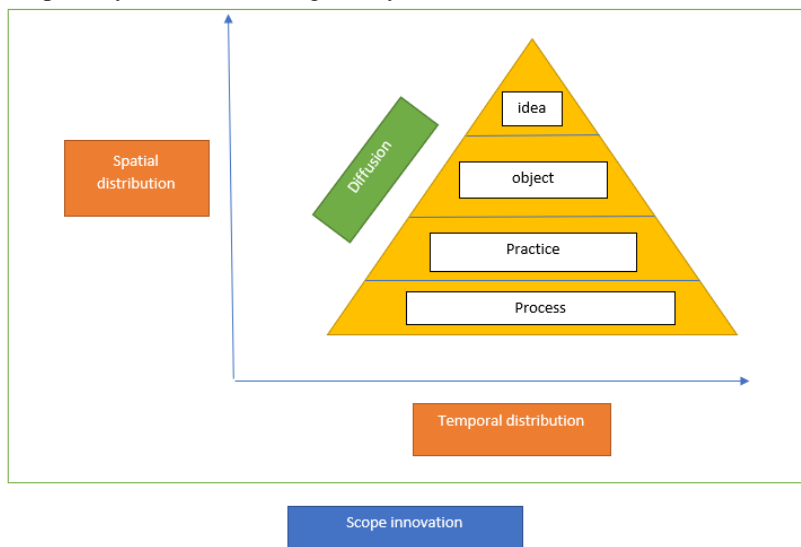 idea
Diffusion
Spatial
distribution
object
Practice
Process
Temporal distribution
Scope innovation